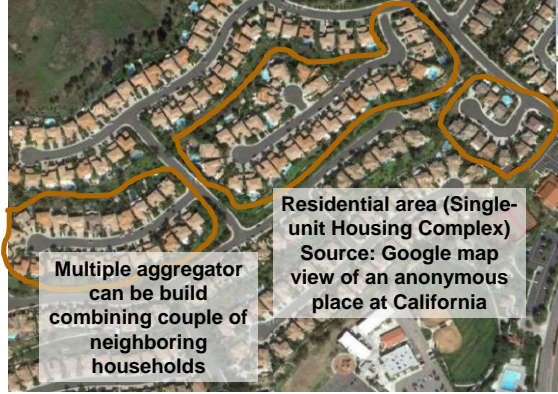 Residential area (Single-
unit Housing Complex)
Source: Google map
view of an anonymous
place at California
Multiple aggregator
can be build
combining couple of
neighboring
households